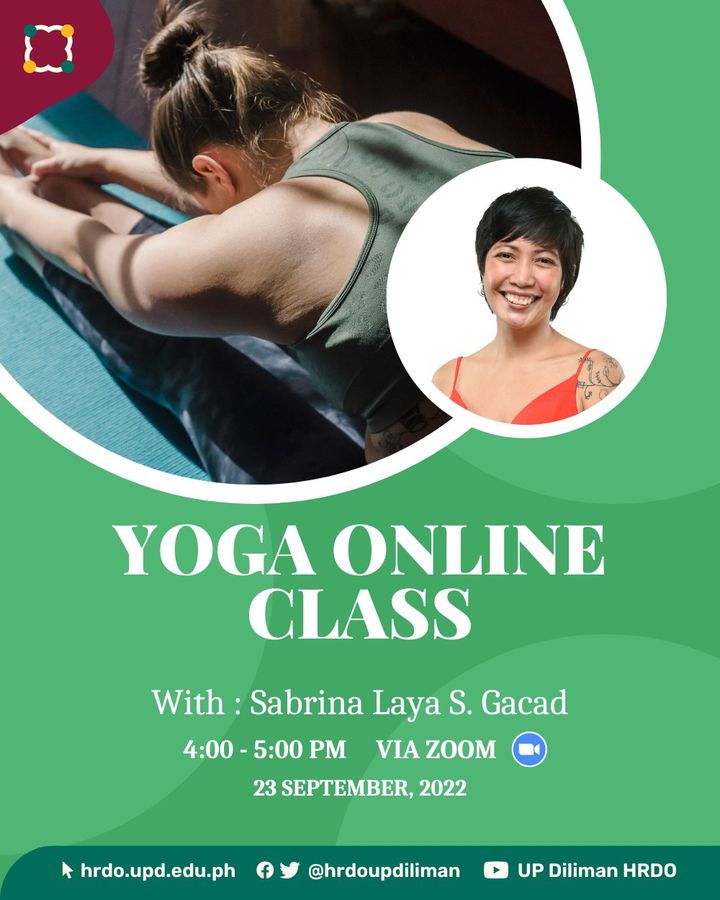 YOGA ONLINE
CLASS
With : Sabrina Laya S. Gacad
4:00 - 5:00 PM VIA ZOOM
23 SEPTEMBER, 2022
hrdo.upd.edu.ph @hrdoupdiliman UP Diliman HRDO